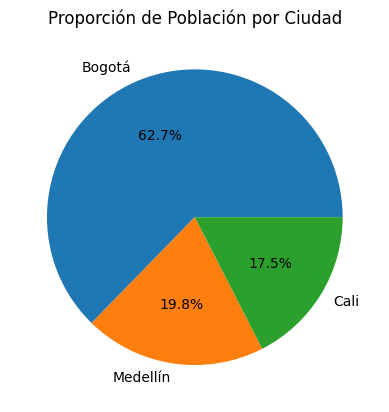 Proporción de Población por Ciudad
Bogotá
62.7%
17.5%
Cali
19.8%
Medellín